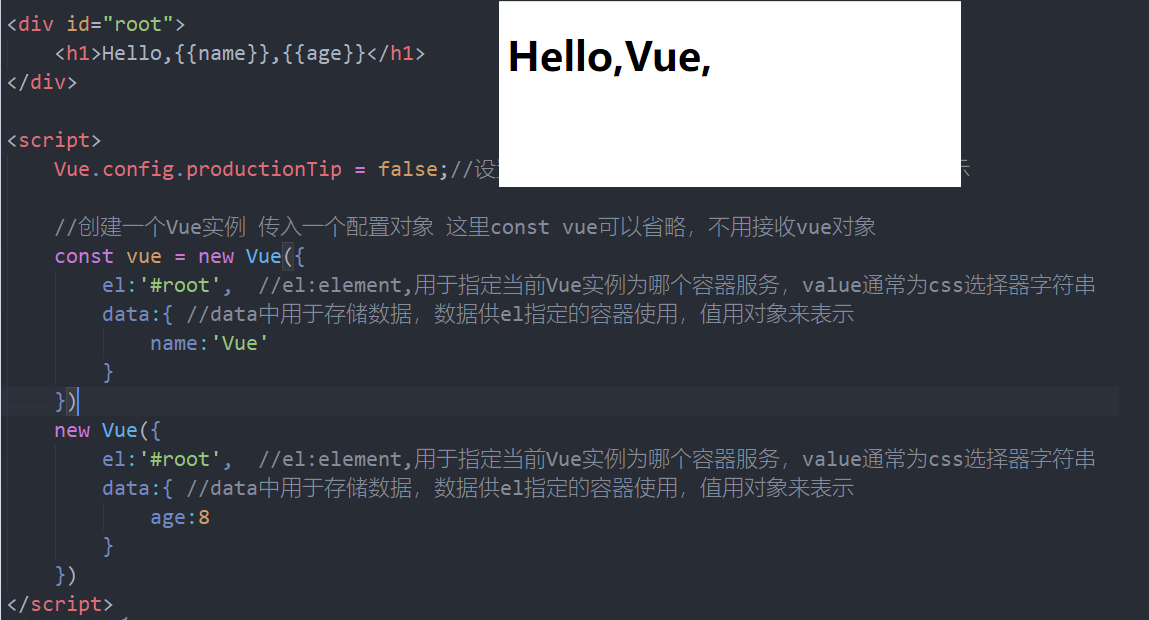 <div id="root">
    <h1>Hello,{{name}},{{age}}</h1>
</div>
Hello,Vue,
<script>
    Vue.config.productionTip = false;//设
    //创建一个Vue实例 传入一个配置对象 这里const vue可以省略，不用接收vue对象
    const vue = new Vue({
        el:'#root',  //el:element,用于指定当前Vue实例为哪个容器服务，value通常为css选择器字符串
        data:{ //data中用于存储数据，数据供el指定的容器使用，值用对象来表示
            name:'Vue'
        }
    })
    new Vue({
        el:'#root',  //el:element,用于指定当前Vue实例为哪个容器服务，value通常为css选择器字符串
        data:{ //data中用于存储数据，数据供el指定的容器使用，值用对象来表示
            age:8
        }
    })
</script>